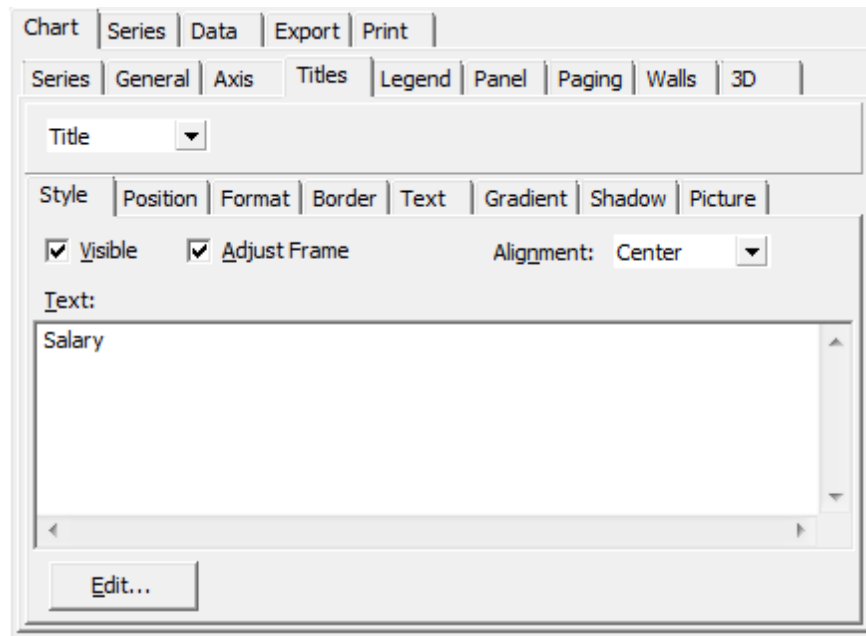 Chart Series Data Export Print
Series General Axis Titles Legend Panel Paging Walls 3D
Title
Style Position Format Border Text Gradient Shadow Picture
Visible Adjust Frame Alignment: Center
Text:
Salary
Edit...